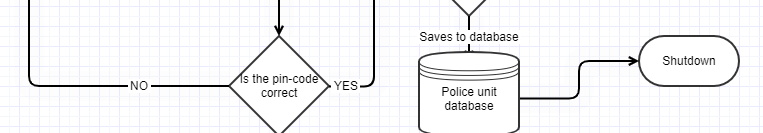 Saves to database
Is the pin-code
correct
NO
YES
Police unit
database
Shutdown